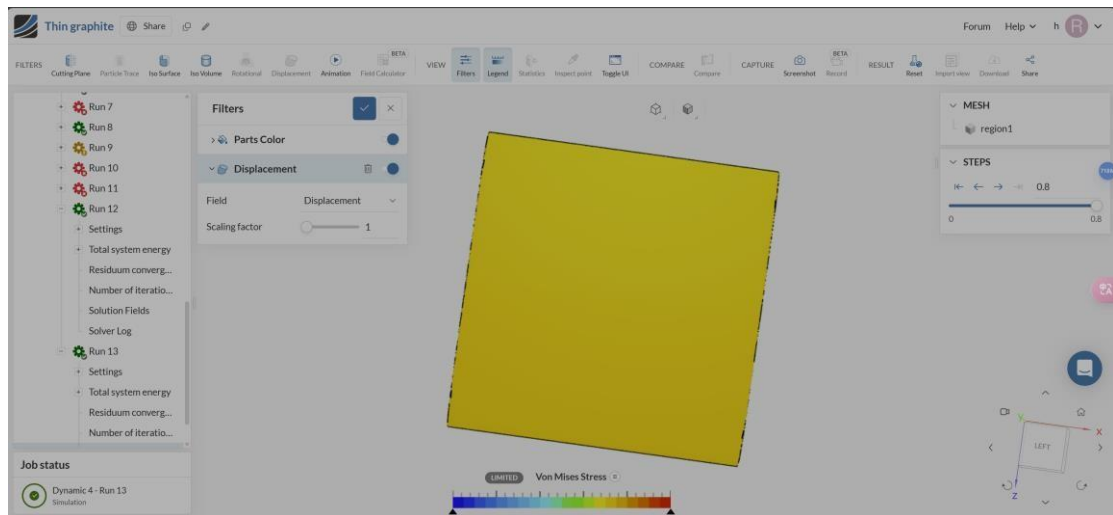 Thin graphite Share Forum Help h R
FILTERS Cutting Plane Particle Trace Iso Surface Iso Volume Rotational Displacement Animation BETA Field Calculator VIEW Filters Legend Statistics Inspect point Toggle UI COMPARE Compare CAPTURE Screenshot BETA Record RESULT Reset Import view Download Share
Run 7
Run 8
Run 9
Run 10
Run 11
Run 12
Settings
Total system energy
Residuum converg...
Number of iteratio...
Solution Fields
Solver Log
Run 13
Settings
Total system energy
Residuum converg...
Number of iteratio...
Job status
Dynamic 4 - Run 13
Simulation
Filters
Parts Color
Displacement
Field Displacement
Scaling factor 1
LIMITED Von Mises Stress
MESH
region1
STEPS
0.8
0 0.8
Y
X
LEFT
Z